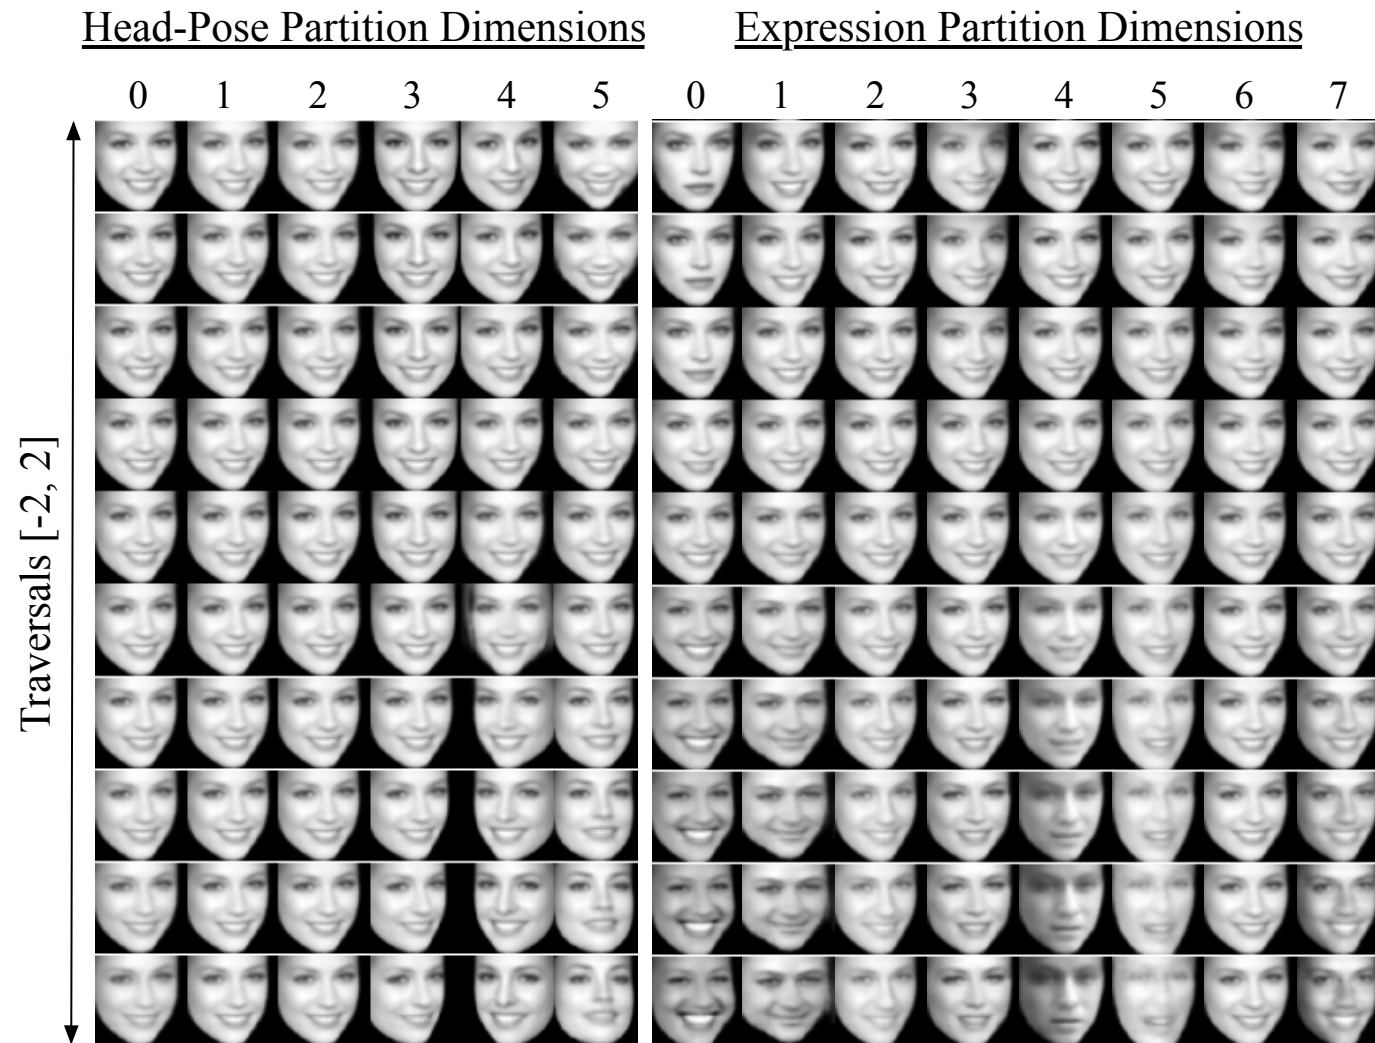 Head-Pose Partition Dimensions
Expression Partition Dimensions
0 1 2 3 4 5
0 1 2 3 4 5 6 7
Traversals [-2, 2]